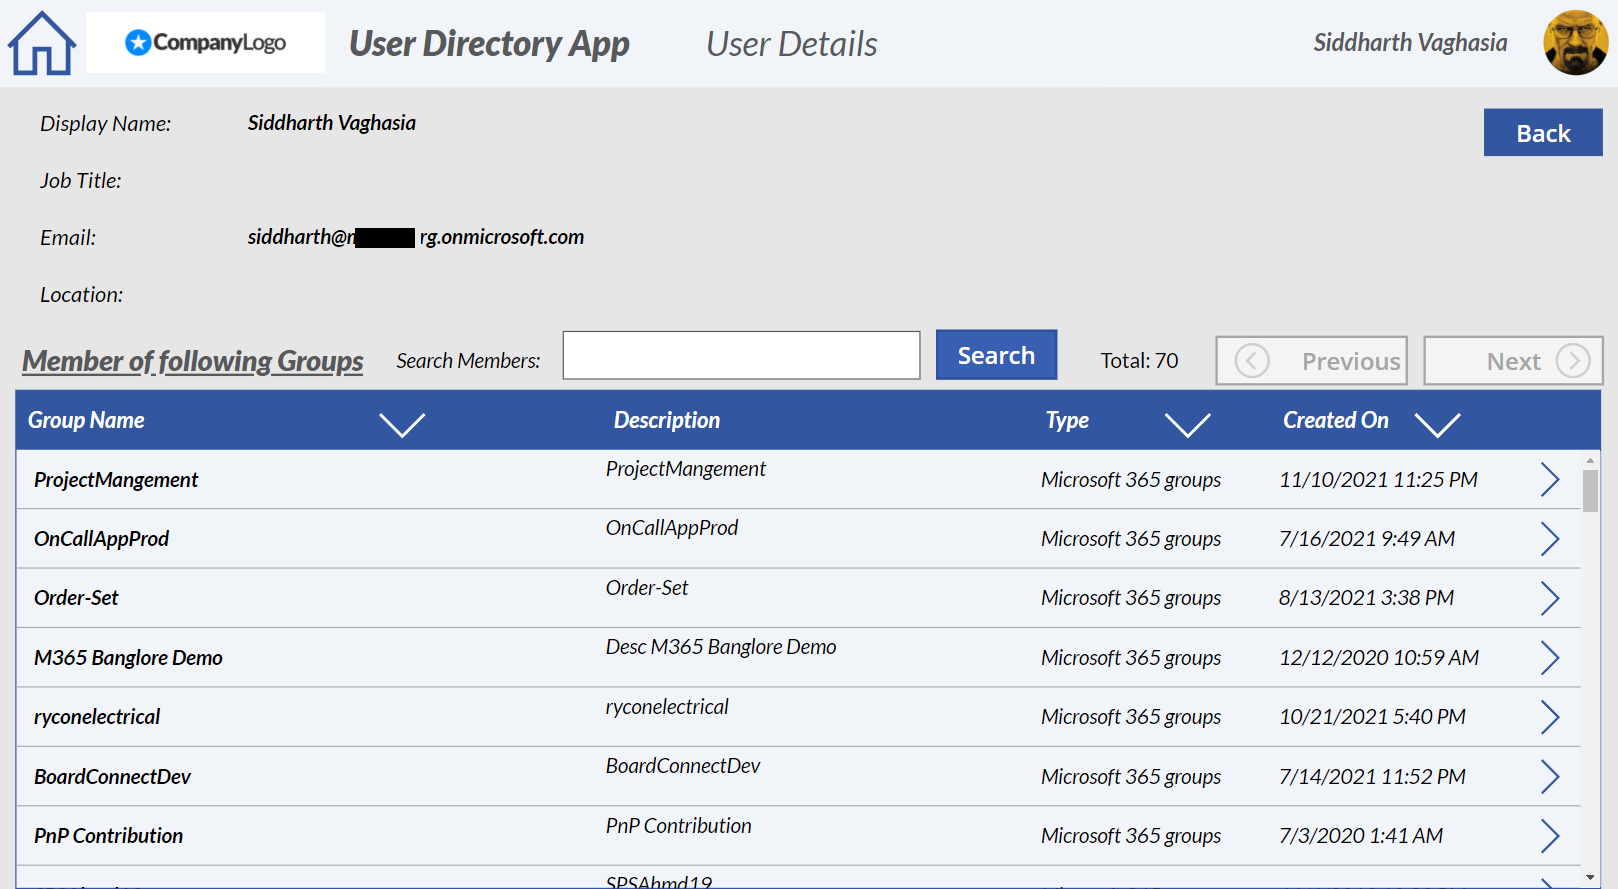 CompanyLogo User Directory App User Details Siddharth Vaghasia
Display Name: Siddharth Vaghasia
Back
Job Title:
Email: siddharth@ rg.onmicrosoft.com
Location:
Member of following Groups Search Members: Search Total: 70 Previous Next
Group Name Description Type Created On
ProjectMangement ProjectMangement Microsoft 365 groups 11/10/2021 11:25 PM
OnCallAppProd OnCallAppProd Microsoft 365 groups 7/16/2021 9:49 AM
Order-Set Order-Set Microsoft 365 groups 8/13/2021 3:38 PM
M365 Banglore Demo Desc M365 Banglore Demo Microsoft 365 groups 12/12/2020 10:59 AM
ryconelectrical ryconelectrical Microsoft 365 groups 10/21/2021 5:40 PM
BoardConnectDev BoardConnectDev Microsoft 365 groups 7/14/2021 11:52 PM
PnP Contribution PnP Contribution Microsoft 365 groups 7/3/2020 1:41 AM
SPSAhmd19